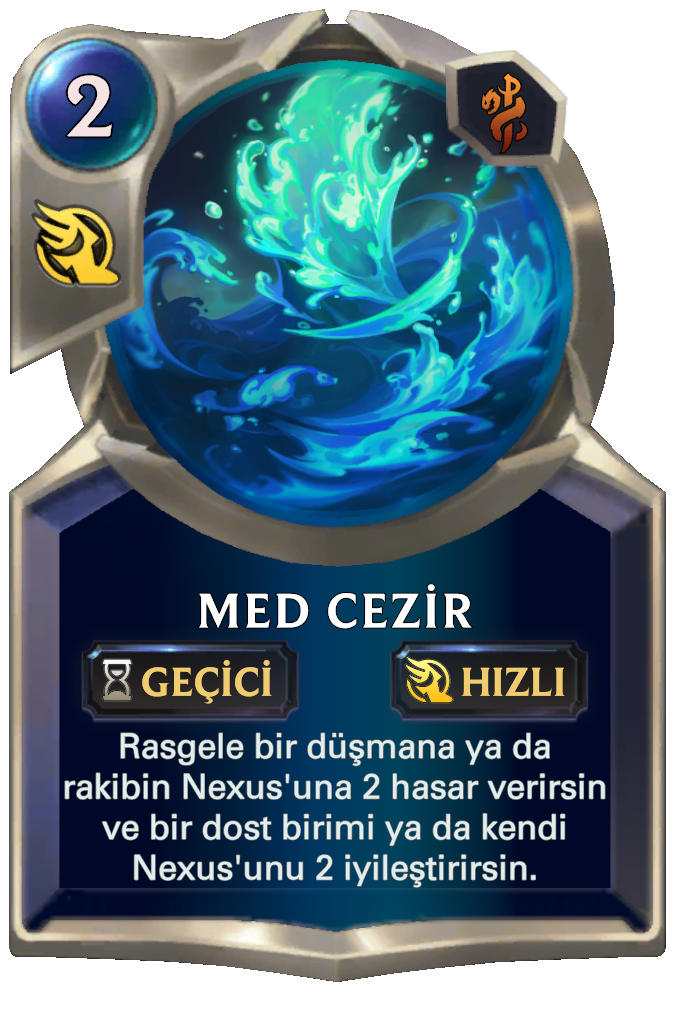 2
MED CEZİR
GEÇİCİ HIZLI
Rasgele bir düşmana ya da
rakibin Nexus'una 2 hasar verirsin
ve bir dost birimi ya da kendi
Nexus'unu 2 iyileştirirsin.